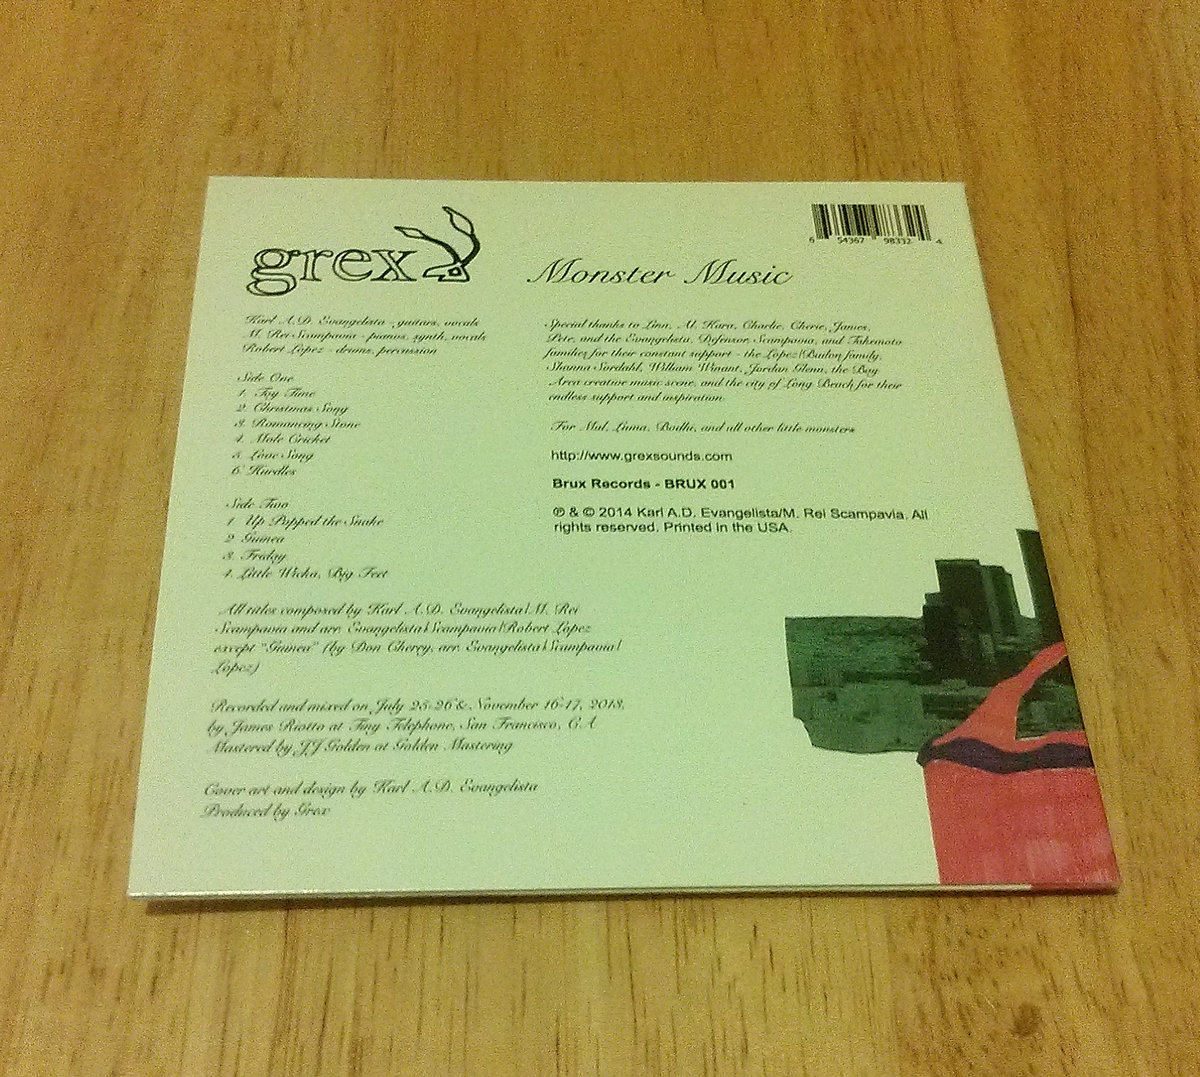 grex
Karl A.D. Evangelista - guitars, vocals
M. Rei Scampavia - pianos, synth, vocals
Robert Lopez - drums, percussion
Side One
1. Toy Time
2. Christmas Song
3. Romancing Stone
4. Mole Cricket
5. Love Song
6. Hurdles
Side Two
1. Up Popped the Snake
2. Guinea
3. Friday
4. Little Wicka, Big Feet
All titles composed by Karl A.D. Evangelista/M. Rei
Scampavia and arr. Evangelista/Scampavia/Robert Lopez
except "Guinea" (by Don Cherry, arr. Evangelista/Scampavia/
Lopez)
Recorded and mixed on July 25-26 & November 16-17, 2013,
by James Riotto at Tiny Telephone, San Francisco, CA
Mastered by JJ Golden at Golden Mastering
Cover art and design by Karl A.D. Evangelista
Produced by Grex
Monster Music
6 54367 98332 4
Special thanks to Linn, Al, Kora, Charlie, Cherie, James,
Pete, and the Evangelista, Dyfensor, Scampavia, and Takemoto
families for their constant support - the Lopez/ family,
Shanna Sordahl, William Winant, Jordan Glenn, the Bay
Area creative music scene, and the city of Long Beach for their
endless support and inspiration.
For Mal, Luma, Bodhi, and all other little monsters
http://www.grexsounds.com
Brux Records - BRUX 001
℗ & © 2014 Karl A.D. Evangelista/M. Rei Scampavia. All
rights reserved. Printed in the USA.